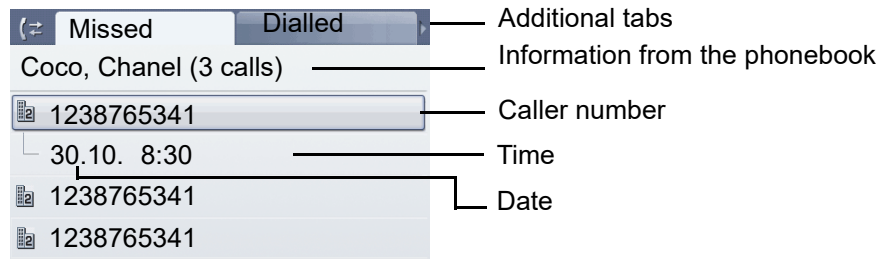 Missed Dialled Additional tabs
Coco, Chanel (3 calls) Information from the phonebook
1238765341 Caller number
30.10. 8:30 Time
1238765341 Date
1238765341